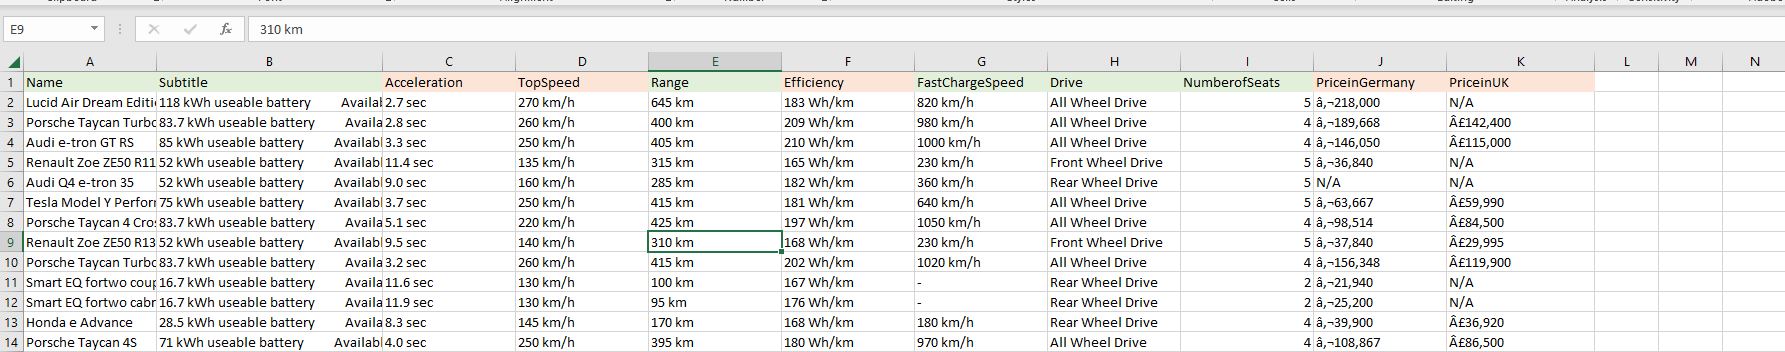 E9 fx 310 km
A B C D E F G H I J K L M N
1 Name Subtitle Acceleration TopSpeed Range Efficiency FastChargeSpeed Drive NumberofSeats PriceinGermany PriceinUK
2 Lucid Air Dream Editi 118 kWh useable battery Availabl 2.7 sec 270 km/h 645 km 183 Wh/km 820 km/h All Wheel Drive 5 â‚¬218,000 N/A
3 Porsche Taycan Turbo 83.7 kWh useable battery Availa 2.8 sec 260 km/h 400 km 209 Wh/km 980 km/h All Wheel Drive 4 â‚¬189,668 Â£142,400
4 Audi e-tron GT RS 85 kWh useable battery Availabl 3.3 sec 250 km/h 405 km 210 Wh/km 1000 km/h All Wheel Drive 4 â‚¬146,050 Â£115,000
5 Renault Zoe ZE50 R11 52 kWh useable battery Availabl 11.4 sec 135 km/h 315 km 165 Wh/km 230 km/h Front Wheel Drive 5 â‚¬36,840 N/A
6 Audi Q4 e-tron 35 52 kWh useable battery Availabl 9.0 sec 160 km/h 285 km 182 Wh/km 360 km/h Rear Wheel Drive 5 N/A N/A
7 Tesla Model Y Perforr 75 kWh useable battery Availabl 3.7 sec 250 km/h 415 km 181 Wh/km 640 km/h All Wheel Drive 5 â‚¬63,667 Â£59,990
8 Porsche Taycan 4 Cros 83.7 kWh useable battery Availa 5.1 sec 220 km/h 425 km 197 Wh/km 1050 km/h All Wheel Drive 4 â‚¬98,514 Â£84,500
9 Renault Zoe ZE50 R13 52 kWh useable battery Availabl 9.5 sec 140 km/h 310 km 168 Wh/km 230 km/h Front Wheel Drive 5 â‚¬37,840 Â£29,995
10 Porsche Taycan Turbo 83.7 kWh useable battery Availa 3.2 sec 260 km/h 415 km 202 Wh/km 1020 km/h All Wheel Drive 4 â‚¬156,348 Â£119,900
11 Smart EQ fortwo coup 16.7 kWh useable battery Availa 11.6 sec 130 km/h 100 km 167 Wh/km - Rear Wheel Drive 2 â‚¬21,940 N/A
12 Smart EQ fortwo cabr 16.7 kWh useable battery Availa 11.9 sec 130 km/h 95 km 176 Wh/km - Rear Wheel Drive 2 â‚¬25,200 N/A
13 Honda e Advance 28.5 kWh useable battery Availa 8.3 sec 145 km/h 170 km 168 Wh/km 180 km/h Rear Wheel Drive 4 â‚¬39,900 Â£36,920
14 Porsche Taycan 4S 71 kWh useable battery Availabl 4.0 sec 250 km/h 395 km 180 Wh/km 970 km/h All Wheel Drive 4 â‚¬108,867 Â£86,500